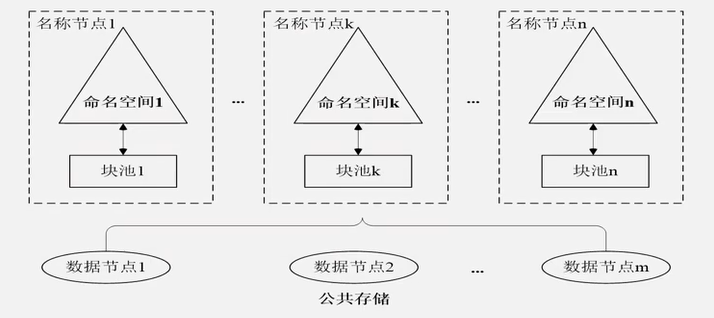 名称节点1 名称节点k 名称节点n
命名空间1 ... 命名空间k ... 命名空间n
块池1 块池k 块池n
数据节点1 数据节点2 ... 数据节点m
公共存储